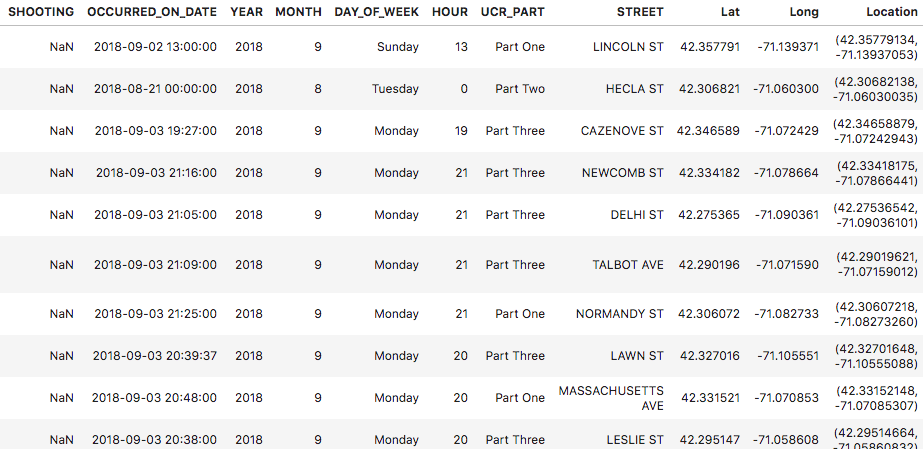 SHOOTING OCCURRED_ON_DATE YEAR MONTH DAY_OF_WEEK HOUR UCR_PART STREET Lat Long Location
NaN 2018-09-02 13:00:00 2018 9 Sunday 13 Part One LINCOLN ST 42.357791 -71.139371 (42.35779134, -71.13937053)
NaN 2018-08-21 00:00:00 2018 8 Tuesday 0 Part Two HECLA ST 42.306821 -71.060300 (42.30682138, -71.06030035)
NaN 2018-09-03 19:27:00 2018 9 Monday 19 Part Three CAZENOVE ST 42.346589 -71.072429 (42.34658879, -71.07242943)
NaN 2018-09-03 21:16:00 2018 9 Monday 21 Part Three NEWCOMB ST 42.334182 -71.078664 (42.33418175, -71.07866441)
NaN 2018-09-03 21:05:00 2018 9 Monday 21 Part Three DELHI ST 42.275365 -71.090361 (42.27536542, -71.09036101)
NaN 2018-09-03 21:09:00 2018 9 Monday 21 Part Three TALBOT AVE 42.290196 -71.071590 (42.29019621, -71.07159012)
NaN 2018-09-03 21:25:00 2018 9 Monday 21 Part One NORMANDY ST 42.306072 -71.082733 (42.30607218, -71.08273260)
NaN 2018-09-03 20:39:37 2018 9 Monday 20 Part Three LAWN ST 42.327016 -71.105551 (42.32701648, -71.10555088)
NaN 2018-09-03 20:48:00 2018 9 Monday 20 Part One MASSACHUSETTS AVE 42.331521 -71.070853 (42.33152148, -71.07085307)
NaN 2018-09-03 20:38:00 2018 9 Monday 20 Part Three LESLIE ST 42.295147 -71.058608 (42.29514664, -71.05860832)